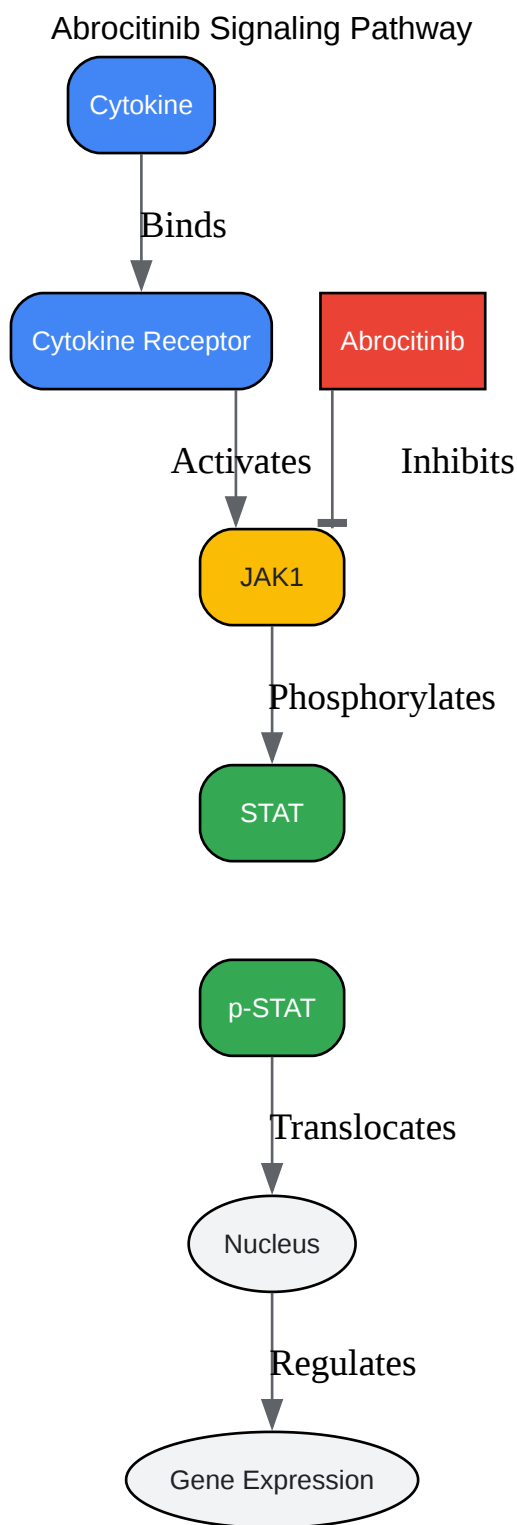 Abrocitinib Signaling Pathway
Cytokine
Binds
Cytokine Receptor
Abrocitinib
Activates
Inhibits
JAK1
Phosphorylates
STAT
p-STAT
Translocates
Nucleus
Regulates
Gene Expression